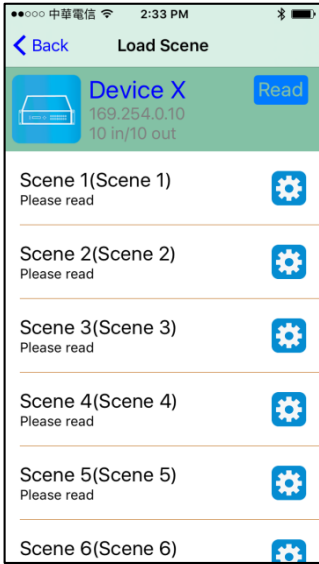 中華電信 2:33 PM
Back Load Scene
Device X
Read
169.254.0.10
10 in/10 out
Scene 1(Scene 1)
Please read
Scene 2(Scene 2)
Please read
Scene 3(Scene 3)
Please read
Scene 4(Scene 4)
Please read
Scene 5(Scene 5)
Please read
Scene 6(Scene 6)